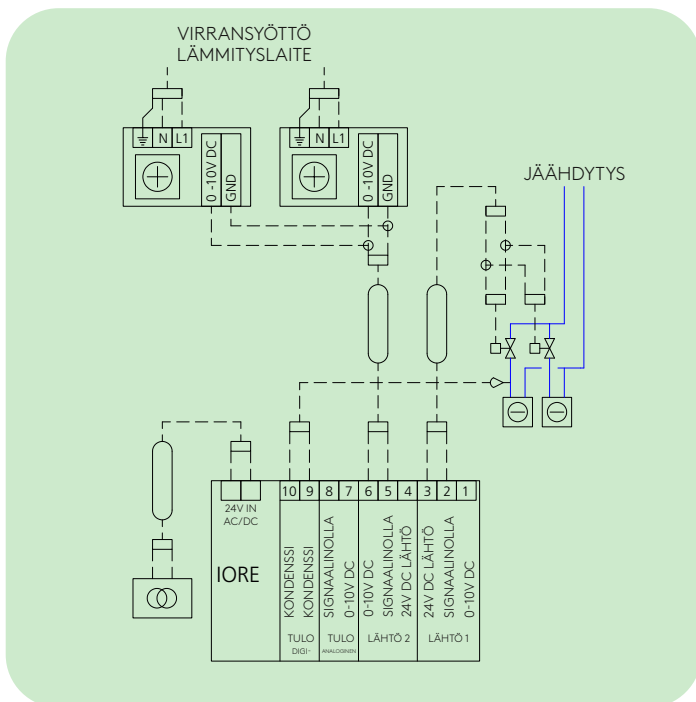 VIRRANSYÖTTÖ
LÄMMITYSLAITE
N L1
0 -10V DC
GND
N L1
0 -10V DC
GND
JÄÄHDYTYS
24V IN
AC/DC
IORE
10 9 8 7 6 5 4 3 2 1
KONDENSSI
KONDENSSI
SIGNAALINOLLA
0-10V DC
0-10V DC
SIGNAALINOLLA
24V DC LÄHTÖ
24V DC LÄHTÖ
SIGNAALINOLLA
0-10V DC
TULO
DIGI-
TULO
ANALOGINEN
LÄHTÖ 2
LÄHTÖ 1